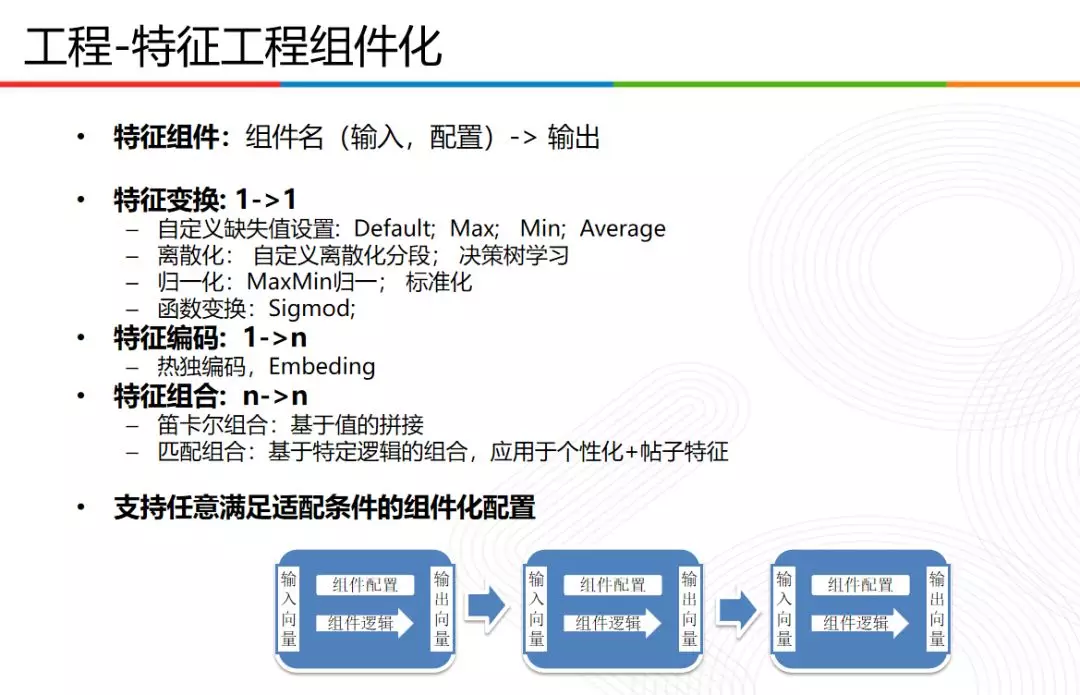 工程-特征工程组件化
• 特征组件：组件名（输入，配置）-> 输出
• 特征变换: 1->1
– 自定义缺失值设置: Default; Max; Min; Average
– 离散化： 自定义离散化分段； 决策树学习
– 归一化：MaxMin归一； 标准化
– 函数变换：Sigmod;
• 特征编码：1->n
– 热独编码，Embeding
• 特征组合：n->n
– 笛卡尔组合：基于值的拼接
– 匹配组合：基于特定逻辑的组合，应用于个性化+帖子特征
• 支持任意满足适配条件的组件化配置
输入向量
组件配置
组件逻辑
输出向量
输入向量
组件配置
组件逻辑
输出向量
输入向量
组件配置
组件逻辑
输出向量